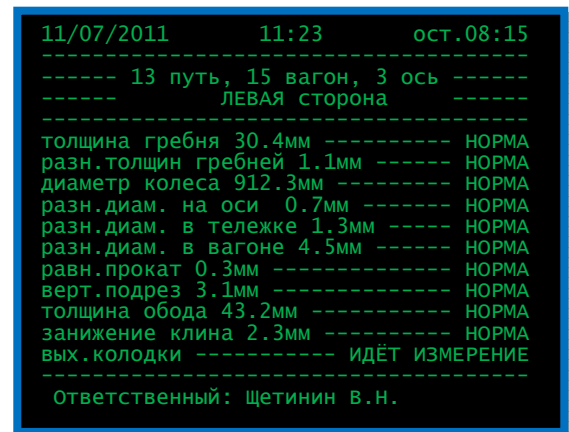 11/07/2011 11:23 ост.08:15
-------------------------------------
------ 13 путь, 15 вагон, 3 ось ------
------ ЛЕВАЯ сторона ------
-------------------------------------
толщина гребня 30.4мм ---------- НОРМА
разн.толщин гребней 1.1мм ------ НОРМА
диаметр колеса 912.3мм --------- НОРМА
разн.диам. на оси 0.7мм ------- НОРМА
разн.диам. в тележке 1.3мм ----- НОРМА
разн.диам. в вагоне 4.5мм ------ НОРМА
равн.прокат 0.3мм -------------- НОРМА
верт.подрез 3.1мм -------------- НОРМА
толщина обода 43.2мм ----------- НОРМА
занижение клина 2.3мм ---------- НОРМА
вых.колодки ----------- ИДЁТ ИЗМЕРЕНИЕ
-------------------------------------
Ответственный: Щетинин В.Н.